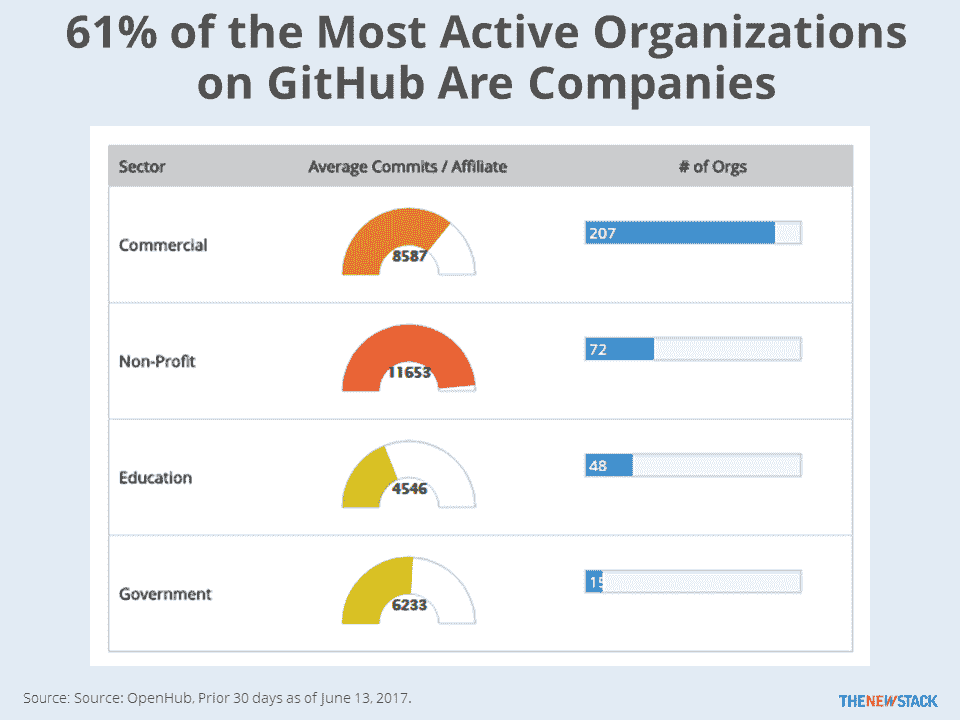 61% of the Most Active Organizations
on GitHub Are Companies
Sector Average Commits / Affiliate # of Orgs
Commercial 8587 207
Non-Profit 11653 72
Education 4546 48
Government 6233 15
Source: Source: OpenHub, Prior 30 days as of June 13, 2017.
THENEWSTACK